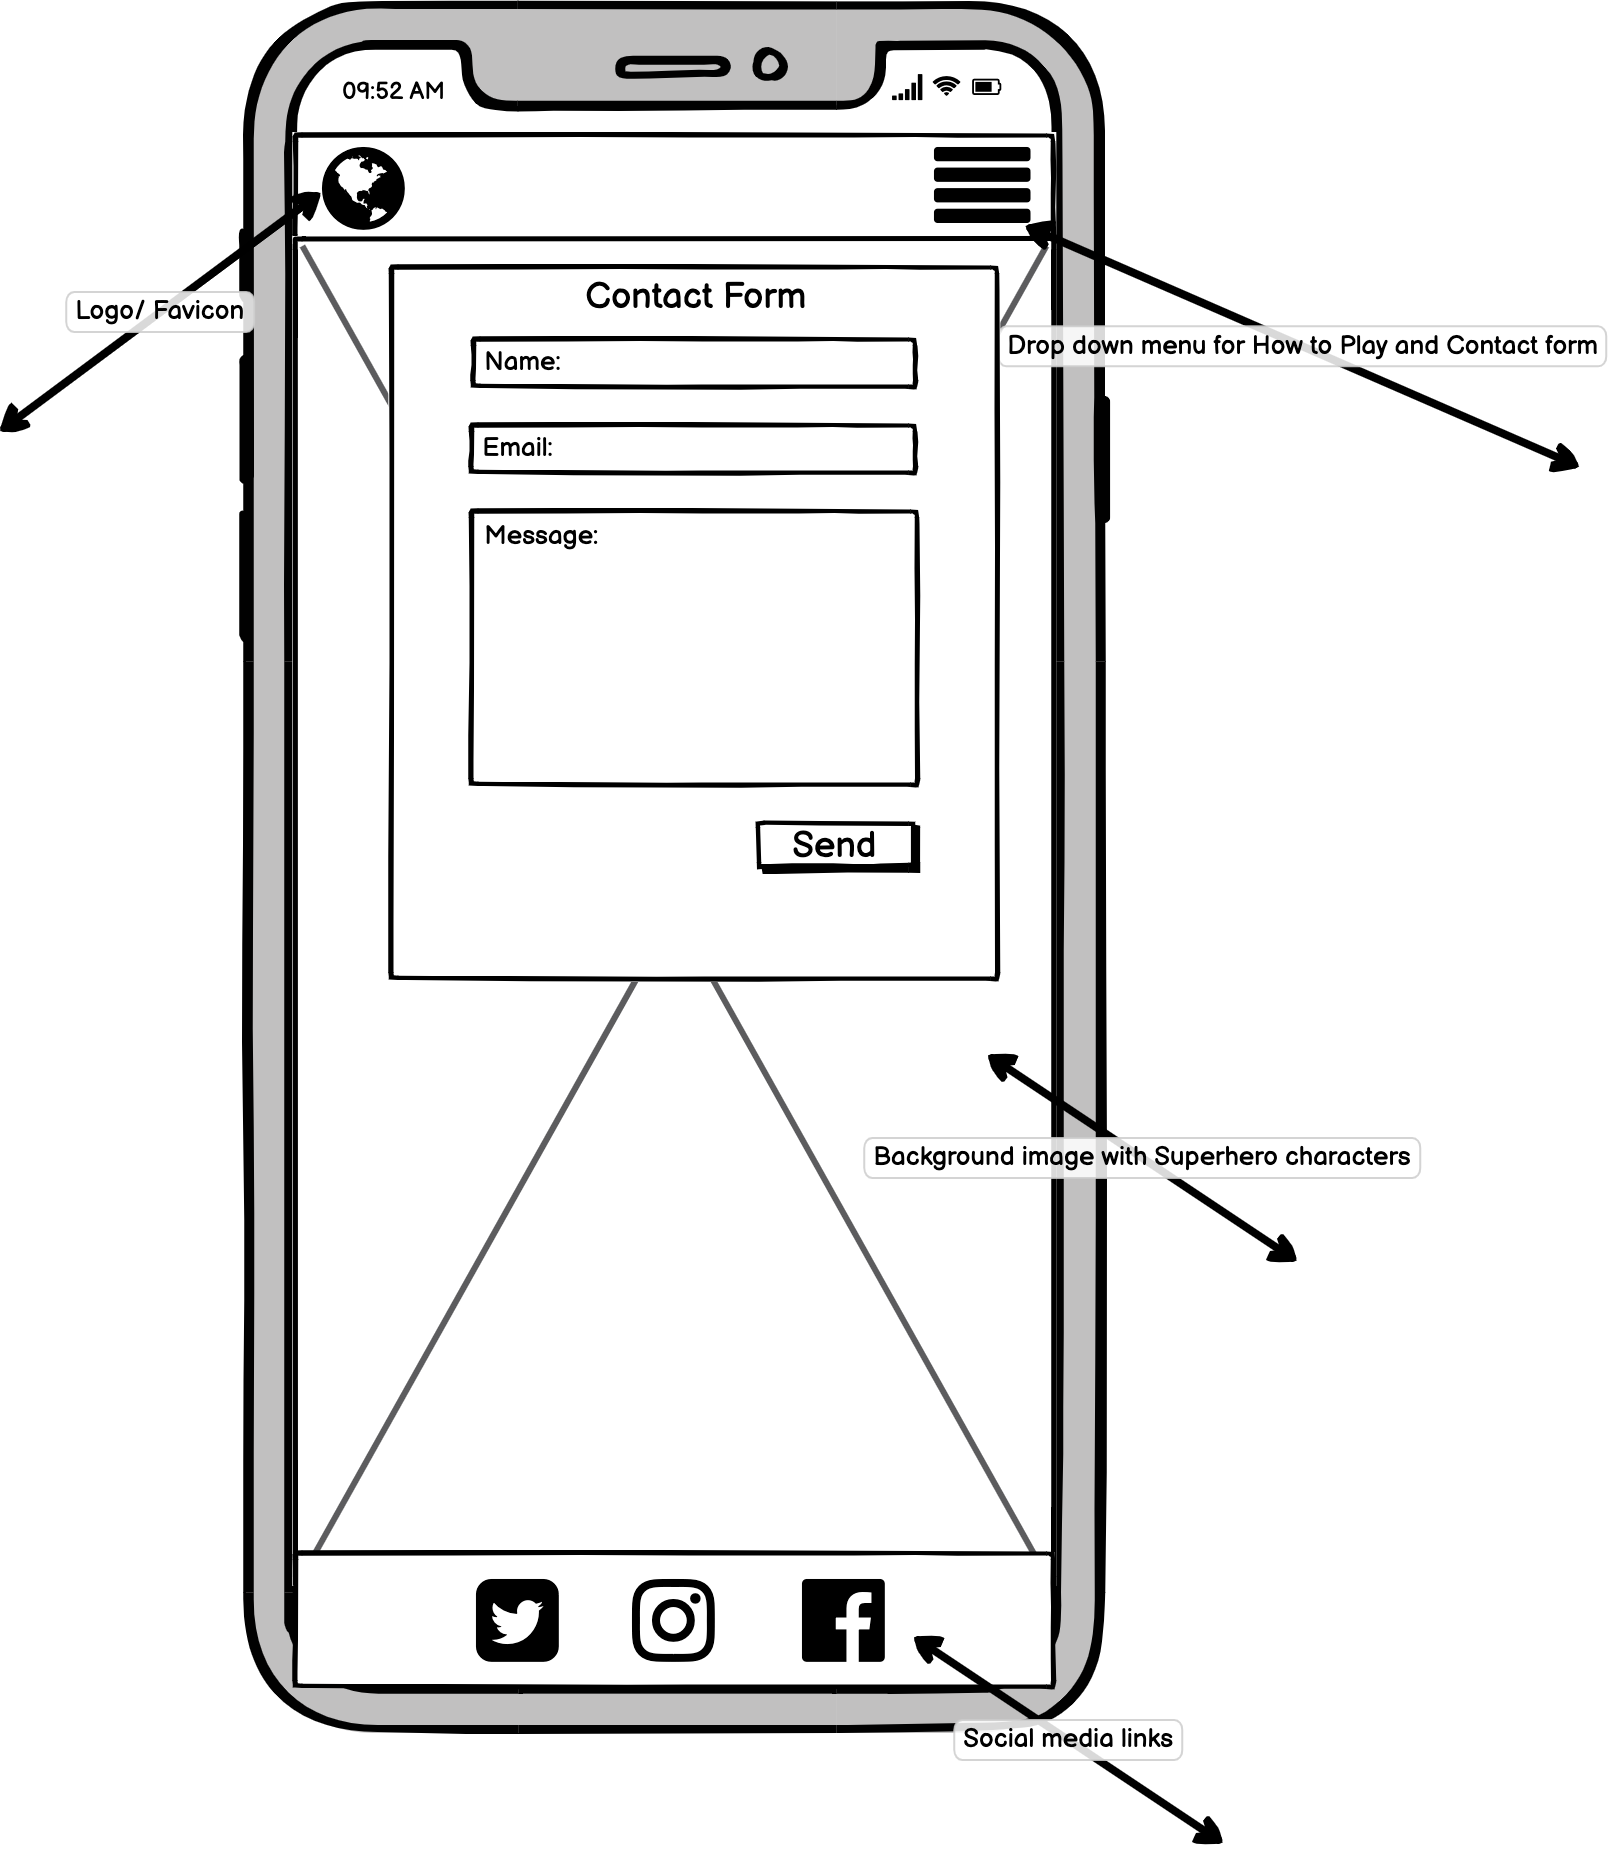 09:52 AM
Logo/ Favicon
Contact Form
Name:
Drop down menu for How to Play and Contact form
Email:
Message:
Send
Background image with Superhero characters
Social media links